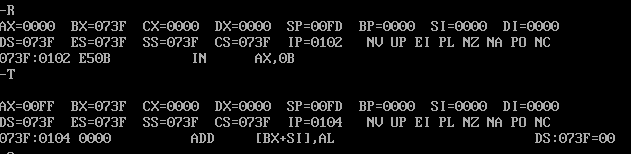 -R
AX=0000 BX=073F CX=0000 DX=0000 SP=00FD BP=0000 SI=0000 DI=0000
DS=073F ES=073F SS=073F CS=073F IP=0102 NV UP EI PL NZ NA PO NC
073F:0102 E50B IN AX,0B
-T
AX=00FF BX=073F CX=0000 DX=0000 SP=00FD BP=0000 SI=0000 DI=0000
DS=073F ES=073F SS=073F CS=073F IP=0104 NV UP EI PL NZ NA PO NC
073F:0104 0000 ADD [BX+SI],AL DS:073F=00